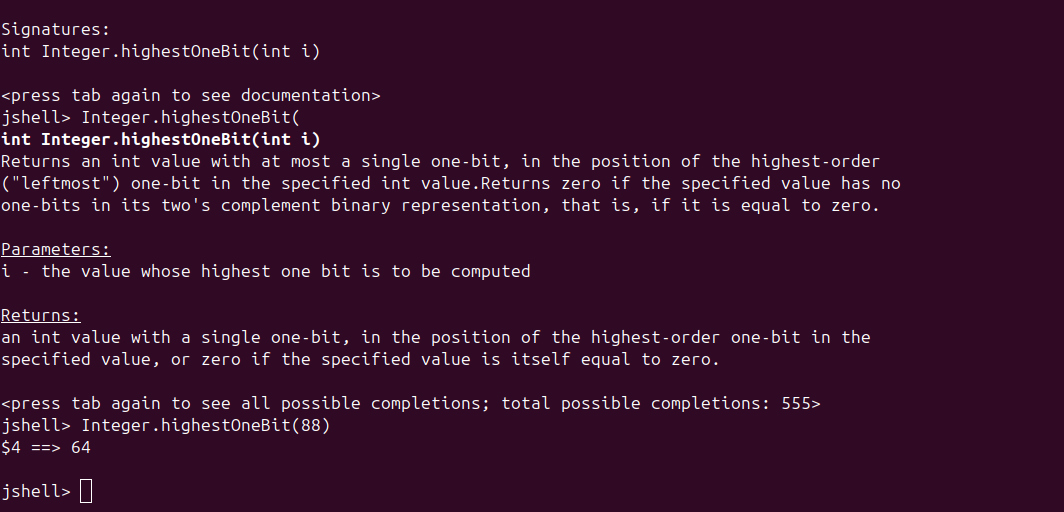 Signatures:
int Integer.highestOneBit(int i)
<press tab again to see documentation>
jshell> Integer.highestOneBit(
int Integer.highestOneBit(int i)
Returns an int value with at most a single one-bit, in the position of the highest-order
("leftmost") one-bit in the specified int value.Returns zero if the specified value has no
one-bits in its two's complement binary representation, that is, if it is equal to zero.
Parameters:
i - the value whose highest one bit is to be computed
Returns:
an int value with a single one-bit, in the position of the highest-order one-bit in the
specified value, or zero if the specified value is itself equal to zero.
<press tab again to see all possible completions; total possible completions: 555>
jshell> Integer.highestOneBit(88)
$4 ==> 64
jshell>